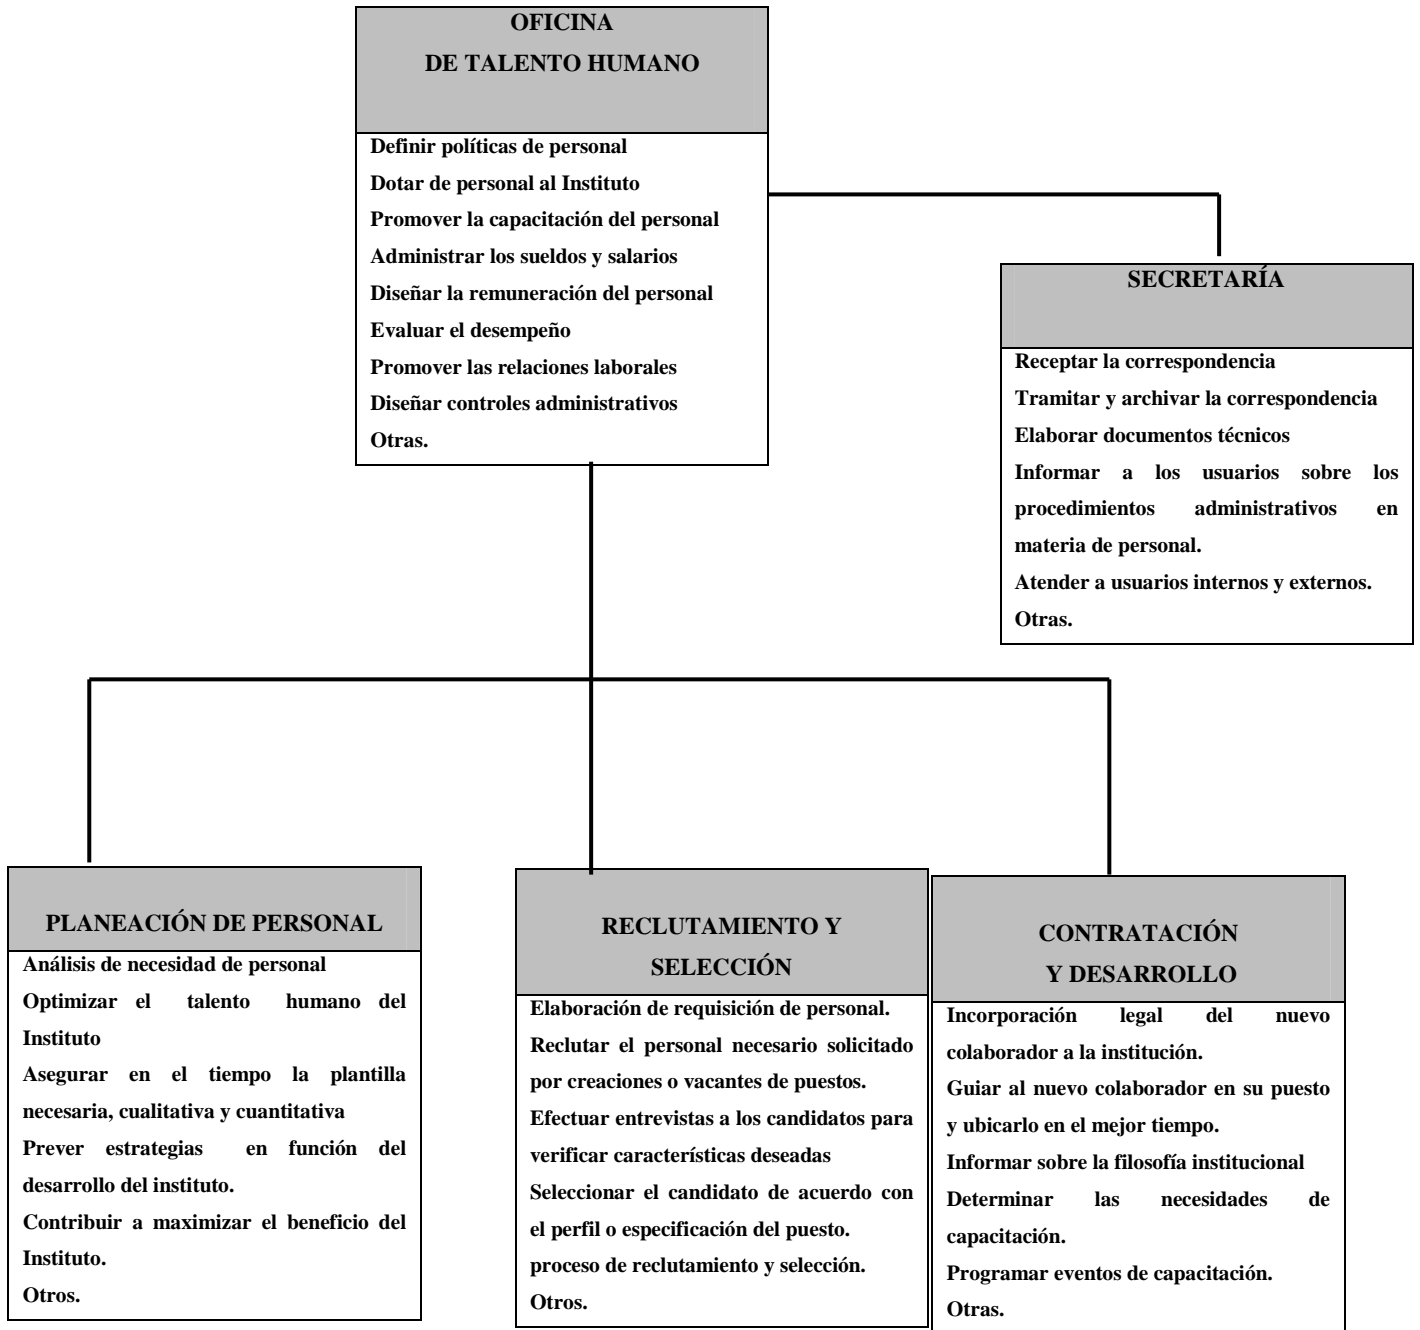 OFICINA
DE TALENTO HUMANO
Definir políticas de personal
Dotar de personal al Instituto
Promover la capacitación del personal
Administrar los sueldos y salarios
Diseñar la remuneración del personal
Evaluar el desempeño
Promover las relaciones laborales
Diseñar controles administrativos
Otras.
SECRETARÍA
Receptar la correspondencia
Tramitar y archivar la correspondencia
Elaborar documentos técnicos
Informar a los usuarios sobre los
procedimientos administrativos en
materia de personal.
Atender a usuarios internos y externos.
Otras.
PLANEACIÓN DE PERSONAL
Análisis de necesidad de personal
Optimizar el talento humano del
Instituto
Asegurar en el tiempo la plantilla
necesaria, cualitativa y cuantitativa
Prever estrategias en función del
desarrollo del instituto.
Contribuir a maximizar el beneficio del
Instituto.
Otros.
RECLUTAMIENTO Y
SELECCIÓN
Elaboración de requisición de personal.
Reclutar el personal necesario solicitado
por creaciones o vacantes de puestos.
Efectuar entrevistas a los candidatos para
verificar características deseadas
Seleccionar el candidato de acuerdo con
el perfil o especificación del puesto.
proceso de reclutamiento y selección.
Otros.
CONTRATACIÓN
Y DESARROLLO
Incorporación legal del nuevo
colaborador a la institución.
Guiar al nuevo colaborador en su puesto
y ubicarlo en el mejor tiempo.
Informar sobre la filosofía institucional
Determinar las necesidades de
capacitación.
Programar eventos de capacitación.
Otras.